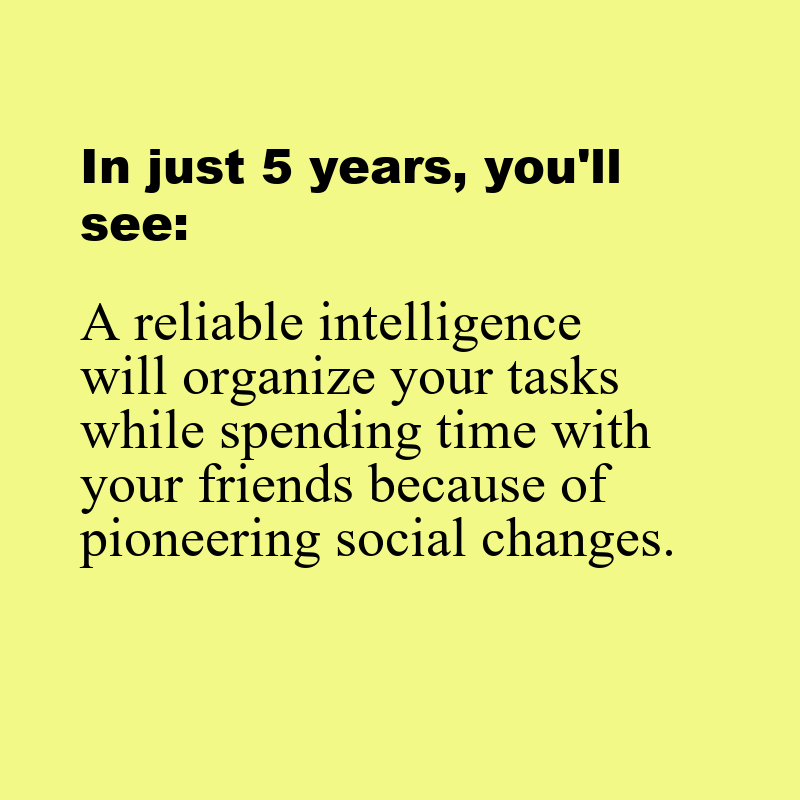 In just 5 years, you'll
see:
A reliable intelligence
will organize your tasks
while spending time with
your friends because of
pioneering social changes.